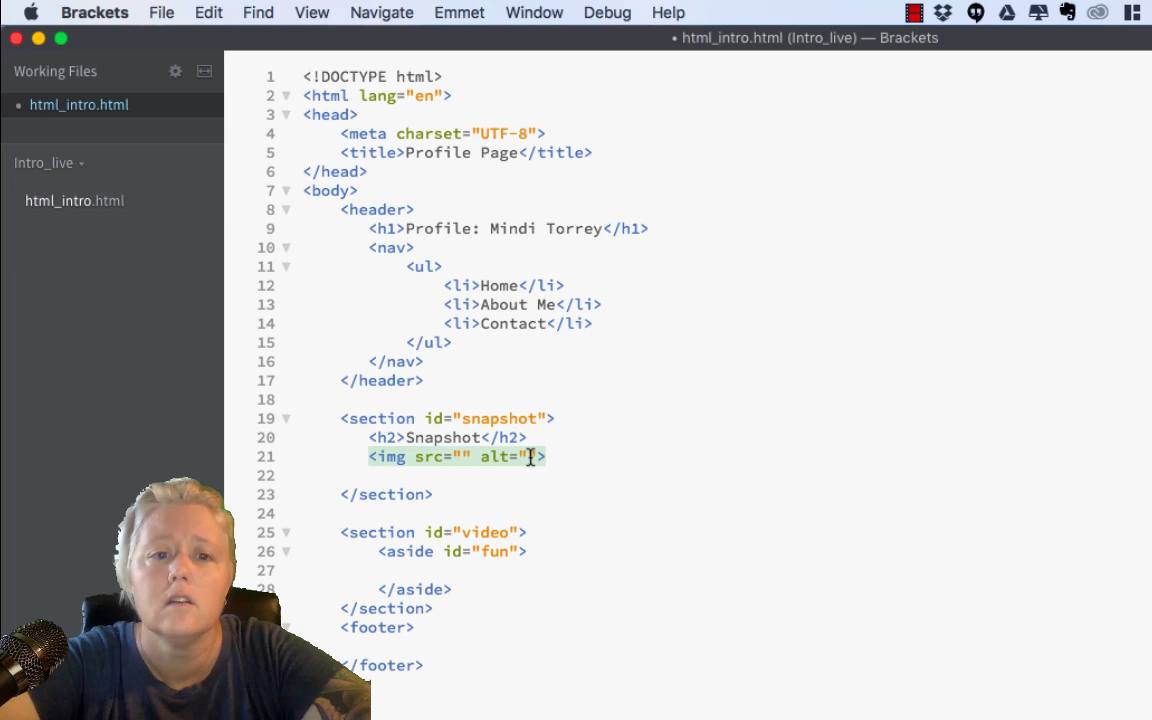 Brackets File Edit Find View Navigate Emmet Window Debug Help
• html_intro.html (Intro_live) — Brackets
Working Files
• html_intro.html
Intro_live
html_intro.html
1 <!DOCTYPE html>
2 <html lang="en">
3 <head>
4 <meta charset="UTF-8">
5 <title>Profile Page</title>
6 </head>
7 <body>
8 <header>
9 <h1>Profile: Mindi Torrey</h1>
10 <nav>
11 <ul>
12 <li>Home</li>
13 <li>About Me</li>
14 <li>Contact</li>
15 </ul>
16 </nav>
17 </header>
18
19 <section id="snapshot">
20 <h2>Snapshot</h2>
21 <img src="" alt="">
22
23 </section>
24
25 <section id="video">
26 <aside id="fun">
27
28 </aside>
</section>
<footer>
</footer>